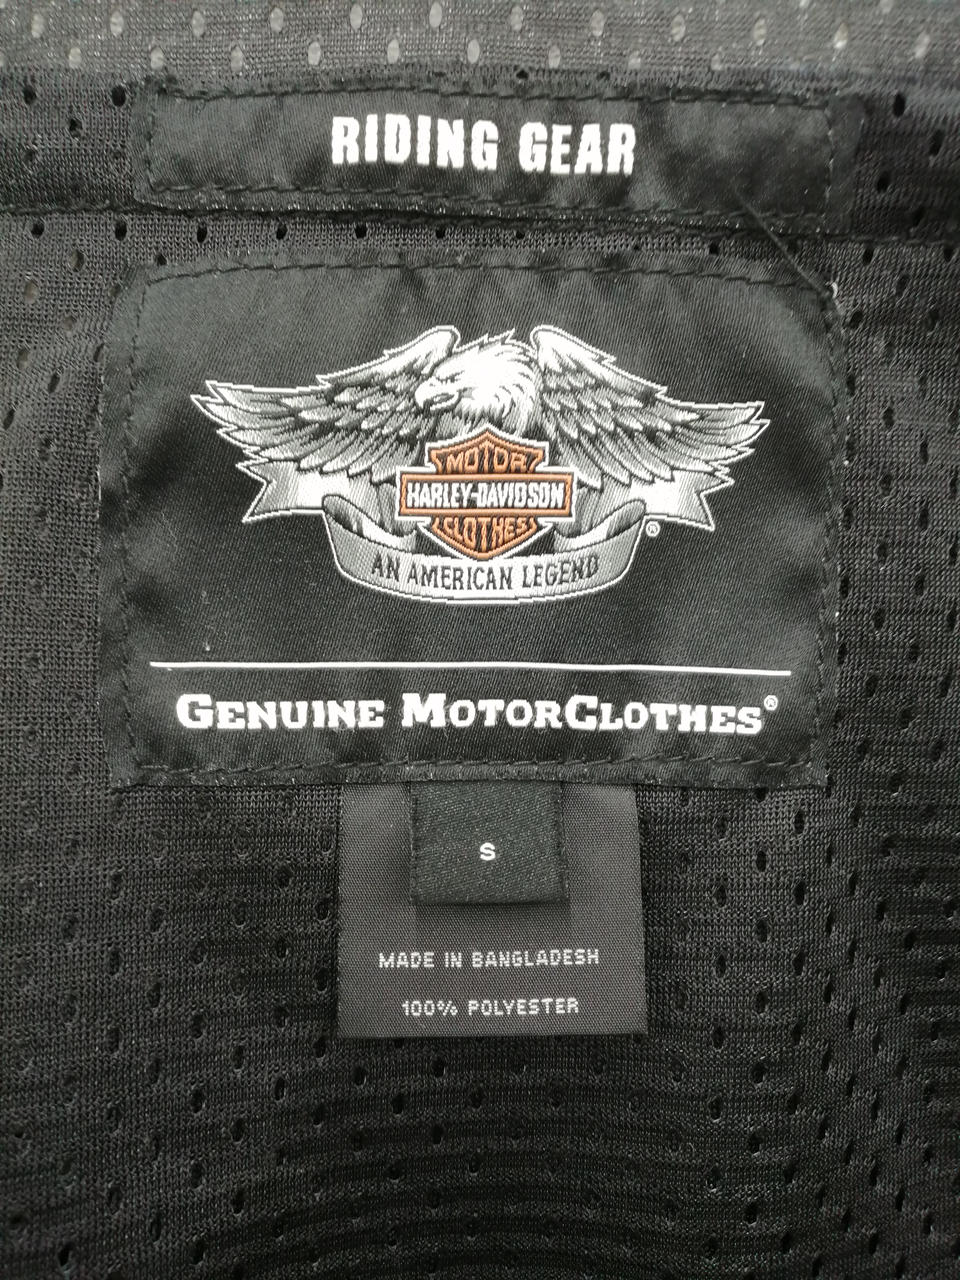 RIDING GEAR
MOTOR
HARLEY-DAVIDSON
CLOTHES
®
AN AMERICAN LEGEND
GENUINE MOTORCLOTHES®
S
MADE IN BANGLADESH
100% POLYESTER